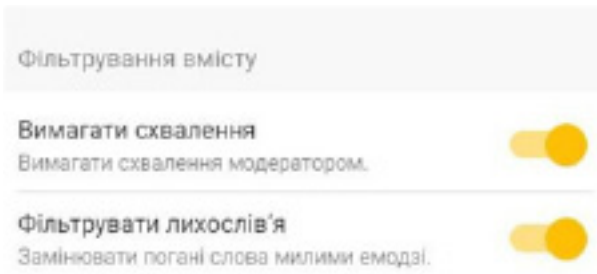 Фільтрування вмісту
Вимагати схвалення
Вимагати схвалення модератором.
Фільтрувати лихослів'я
Замінювати погані слова милими емодзі.